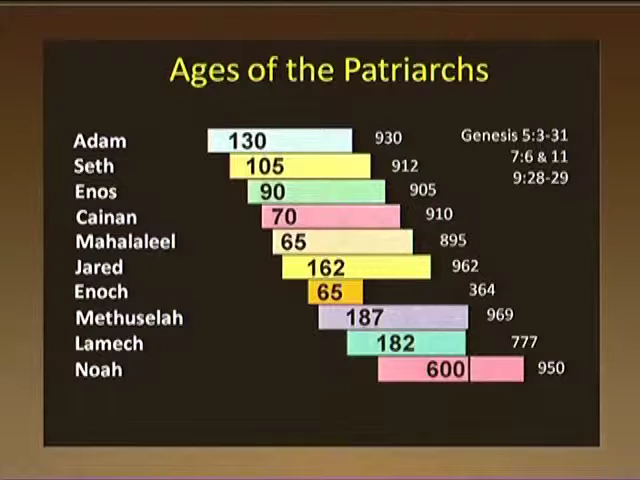 Ages of the Patriarchs
Genesis 5:3-31
7:6 & 11
9:28-29
Adam 130 930
Seth 105 912
Enos 90 905
Cainan 70 910
Mahalaleel 65 895
Jared 162 962
Enoch 65 364
Methuselah 187 969
Lamech 182 777
Noah 600 950